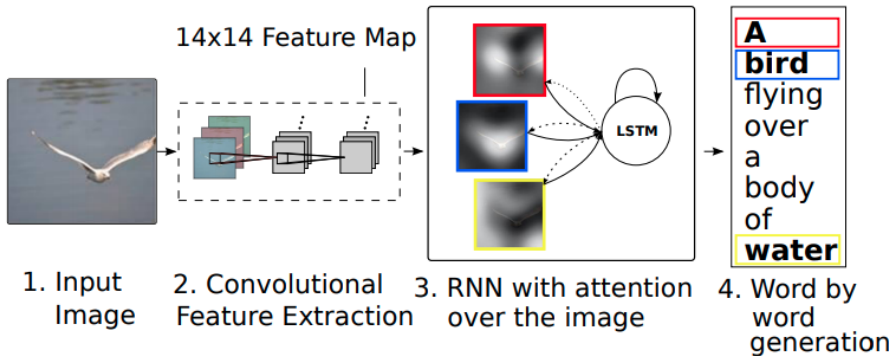 14x14 Feature Map
LSTM
A
bird
flying
over
a
body
of
water
1. Input
Image
2. Convolutional
Feature Extraction
3. RNN with attention
over the image
4. Word by
word
generation